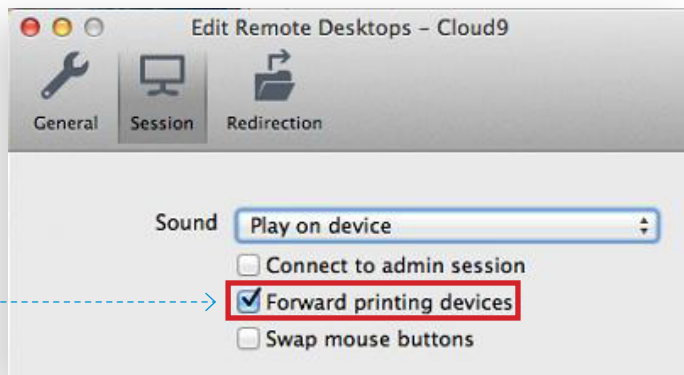 Edit Remote Desktops – Cloud9
General Session Redirection
Sound Play on device
Connect to admin session
Forward printing devices
Swap mouse buttons